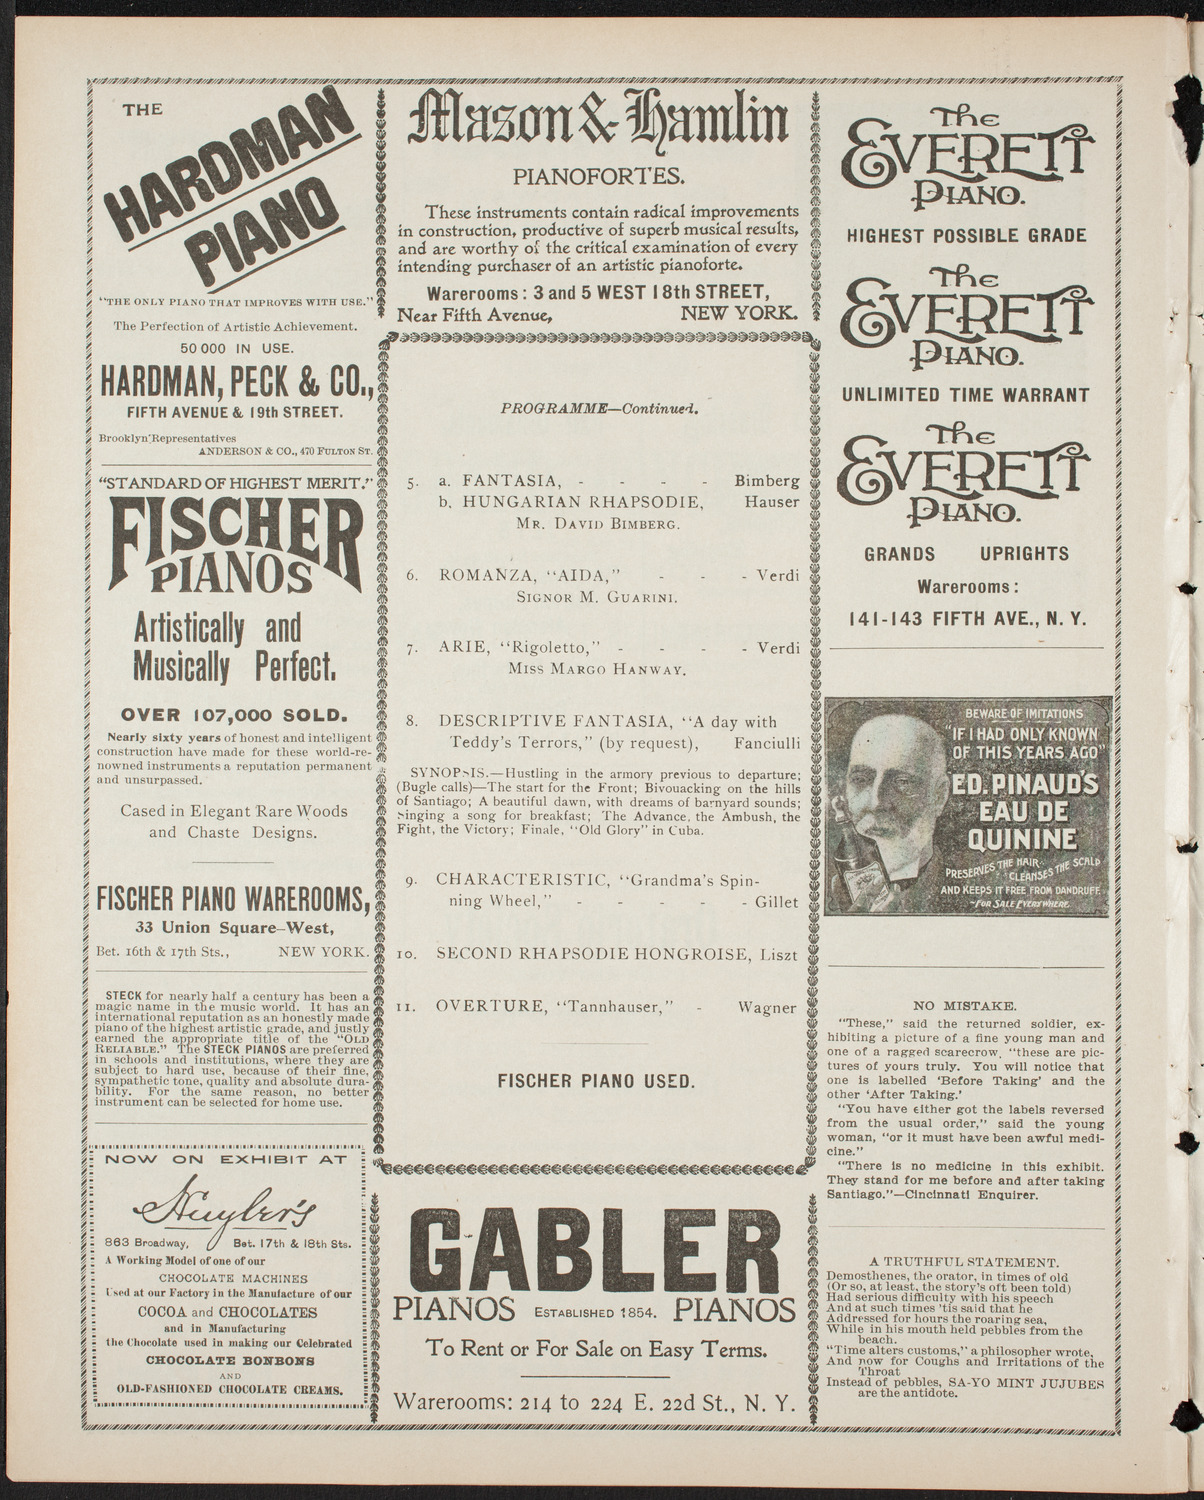 THE
HARDMAN
PIANO
"THE ONLY PIANO THAT IMPROVES WITH USE."
The Perfection of Artistic Achievement.
50 000 IN USE.
HARDMAN, PECK & CO.,
FIFTH AVENUE & 19th STREET.
Brooklyn Representatives
ANDERSON & CO., 470 FULTON ST.
"STANDARD OF HIGHEST MERIT."
FISCHER
PIANOS
Artistically and
Musically Perfect.
OVER 107,000 SOLD.
Nearly sixty years of honest and intelligent
construction have made for these world-re-
nowned instruments a reputation permanent
and unsurpassed.
Cased in Elegant Rare Woods
and Chaste Designs.
FISCHER PIANO WAREROOMS,
33 Union Square–West,
Bet. 16th & 17th Sts., NEW YORK.
STECK for nearly half a century has been a
magic name in the music world. It has an
international reputation as an honestly made
piano of the highest artistic grade, and justly
earned the appropriate title of the "OLD
RELIABLE." The STECK PIANOS are preferred
in schools and institutions, where they are
subject to hard use, because of their fine,
sympathetic tone, quality and absolute dura-
bility. For the same reason, no better
instrument can be selected for home use.
NOW ON EXHIBIT AT
Huyler's
863 Broadway, Bet. 17th & 18th Sts.
A Working Model of one of our
CHOCOLATE MACHINES
Used at our Factory in the Manufacture of our
COCOA and CHOCOLATES
and in Manufacturing
the Chocolate used in making our Celebrated
CHOCOLATE BONBONS
AND
OLD-FASHIONED CHOCOLATE CREAMS.
Mason & Hamlin
PIANOFORTES.
These instruments contain radical improvements
in construction, productive of superb musical results,
and are worthy of the critical examination of every
intending purchaser of an artistic pianoforte.
Warerooms: 3 and 5 WEST 18th STREET,
Near Fifth Avenue, NEW YORK.
PROGRAMME—Continued.
5. a. FANTASIA, - - - - Bimberg
b. HUNGARIAN RHAPSODIE, Hauser
MR. DAVID BIMBERG.
6. ROMANZA, "AIDA," - - - Verdi
SIGNOR M. GUARINI.
7. ARIE, "Rigoletto," - - - - Verdi
MISS MARGO HANWAY.
8. DESCRIPTIVE FANTASIA, "A day with
Teddy's Terrors," (by request), Fanciulli
SYNOPSIS.—Hustling in the armory previous to departure;
(Bugle calls)—The start for the Front; Bivouacking on the hills
of Santiago; A beautiful dawn, with dreams of barnyard sounds;
Singing a song for breakfast; The Advance, the Ambush, the
Fight, the Victory; Finale, "Old Glory" in Cuba.
9. CHARACTERISTIC, "Grandma's Spin-
ning Wheel," - - - - - Gillet
10. SECOND RHAPSODIE HONGROISE, Liszt
11. OVERTURE, "Tannhauser," - Wagner
FISCHER PIANO USED.
GABLER
PIANOS ESTABLISHED 1854. PIANOS
To Rent or For Sale on Easy Terms.
Warerooms: 214 to 224 E. 22d St., N. Y.
The
EVERETT
PIANO.
HIGHEST POSSIBLE GRADE
The
EVERETT
PIANO.
UNLIMITED TIME WARRANT
The
EVERETT
PIANO.
GRANDS UPRIGHTS
Warerooms:
141-143 FIFTH AVE., N. Y.
BEWARE OF IMITATIONS
"IF I HAD ONLY KNOWN
OF THIS YEARS AGO"
ED. PINAUD'S
EAU DE
QUININE
PRESERVES THE HAIR · CLEANSES THE SCALP
AND KEEPS IT FREE FROM DANDRUFF.
~FOR SALE EVERYWHERE.
NO MISTAKE.
"These," said the returned soldier, ex-
hibiting a picture of a fine young man and
one of a ragged scarecrow, "these are pic-
tures of yours truly. You will notice that
one is labelled 'Before Taking' and the
other 'After Taking.'
"You have either got the labels reversed
from the usual order," said the young
woman, "or it must have been awful medi-
cine."
"There is no medicine in this exhibit.
They stand for me before and after taking
Santiago."—Cincinnati Enquirer.
A TRUTHFUL STATEMENT.
Demosthenes, the orator, in times of old
(Or so, at least, the story's oft been told)
Had serious difficulty with his speech
And at such times 'tis said that he
Addressed for hours the roaring sea,
While in his mouth held pebbles from the
beach.
"Time alters customs," a philosopher wrote,
And now for Coughs and Irritations of the
Throat
Instead of pebbles, SA-YO MINT JUJUBES
are the antidote.